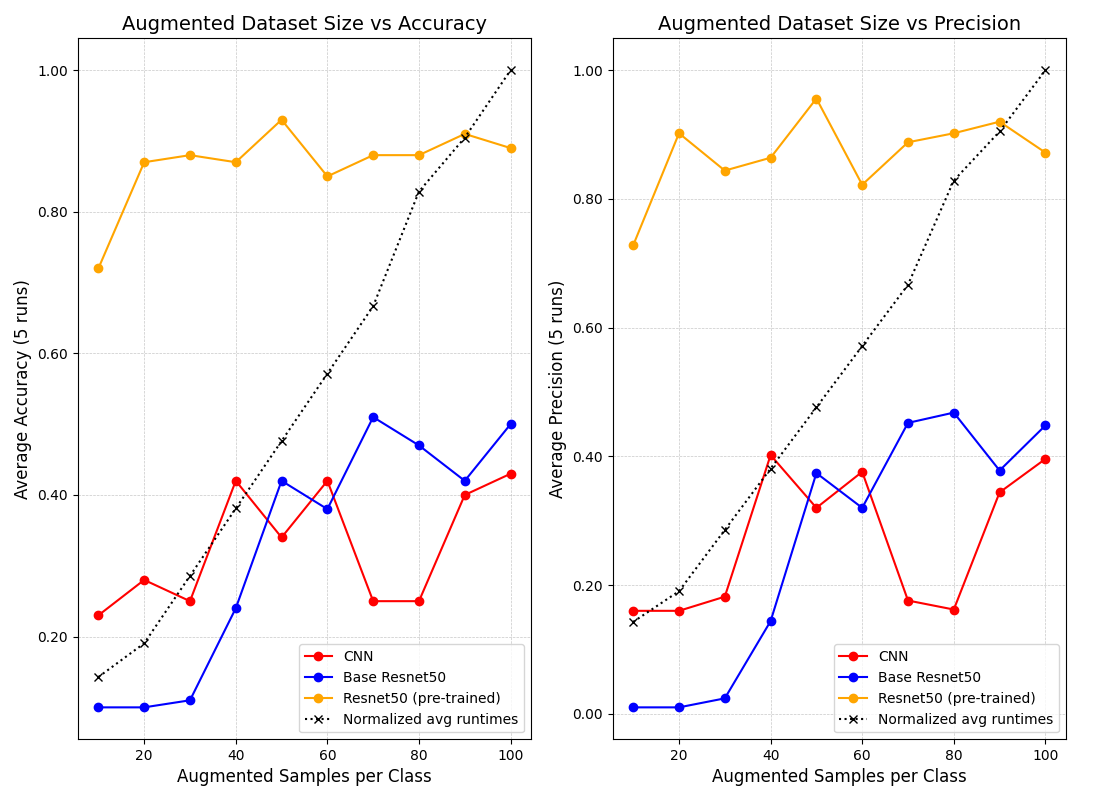 Augmented Dataset Size vs Accuracy
Average Accuracy (5 runs)
1.00
0.80
0.60
0.40
0.20
20 40 60 80 100
Augmented Samples per Class
CNN
Base Resnet50
Resnet50 (pre-trained)
Normalized avg runtimes
Augmented Dataset Size vs Precision
Average Precision (5 runs)
1.00
0.80
0.60
0.40
0.20
0.00
20 40 60 80 100
Augmented Samples per Class
CNN
Base Resnet50
Resnet50 (pre-trained)
Normalized avg runtimes